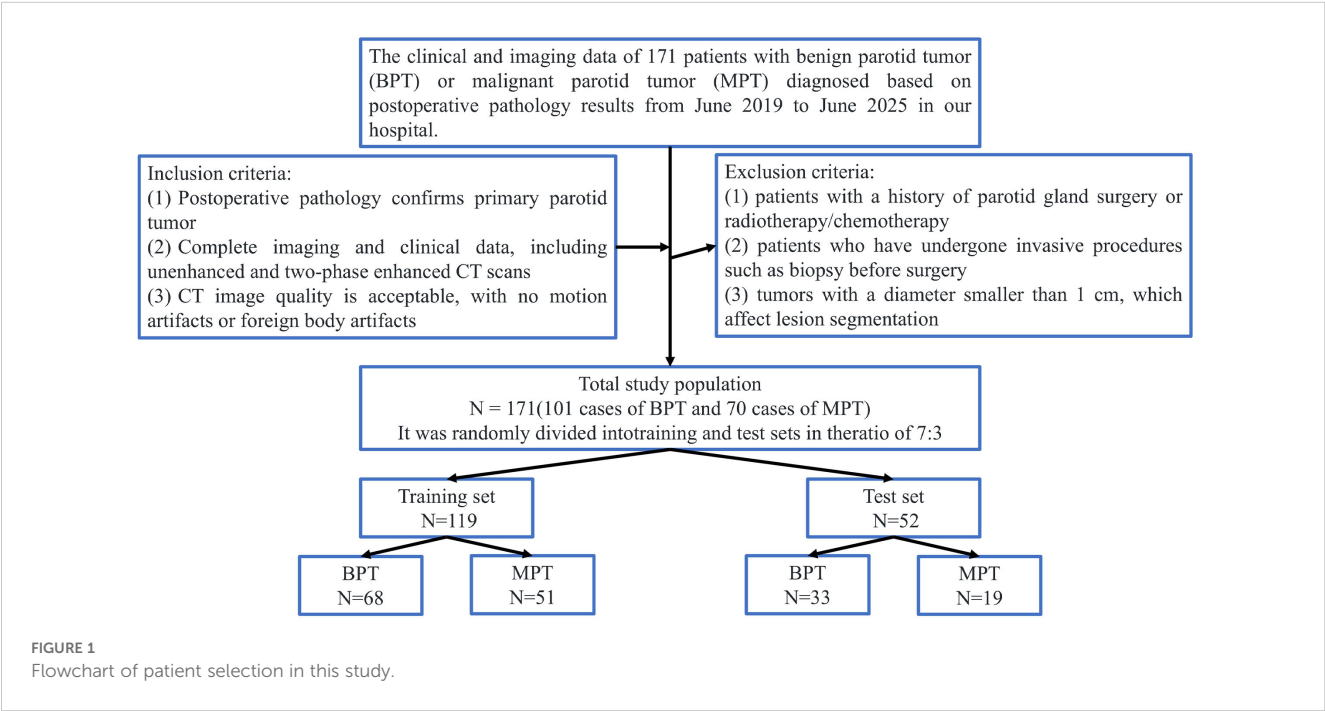 The clinical and imaging data of 171 patients with benign parotid tumor
(BPT) or malignant parotid tumor (MPT) diagnosed based on
postoperative pathology results from June 2019 to June 2025 in our
hospital.
Inclusion criteria:
(1) Postoperative pathology confirms primary parotid
tumor
(2) Complete imaging and clinical data, including
unenhanced and two-phase enhanced CT scans
(3) CT image quality is acceptable, with no motion
artifacts or foreign body artifacts
Exclusion criteria:
(1) patients with a history of parotid gland surgery or
radiotherapy/chemotherapy
(2) patients who have undergone invasive procedures
such as biopsy before surgery
(3) tumors with a diameter smaller than 1 cm, which
affect lesion segmentation
Total study population
N = 171(101 cases of BPT and 70 cases of MPT)
It was randomly divided intotraining and test sets in theratio of 7:3
Training set
N=119
Test set
N=52
BPT
N=68
MPT
N=51
BPT
N=33
MPT
N=19
FIGURE 1
Flowchart of patient selection in this study.